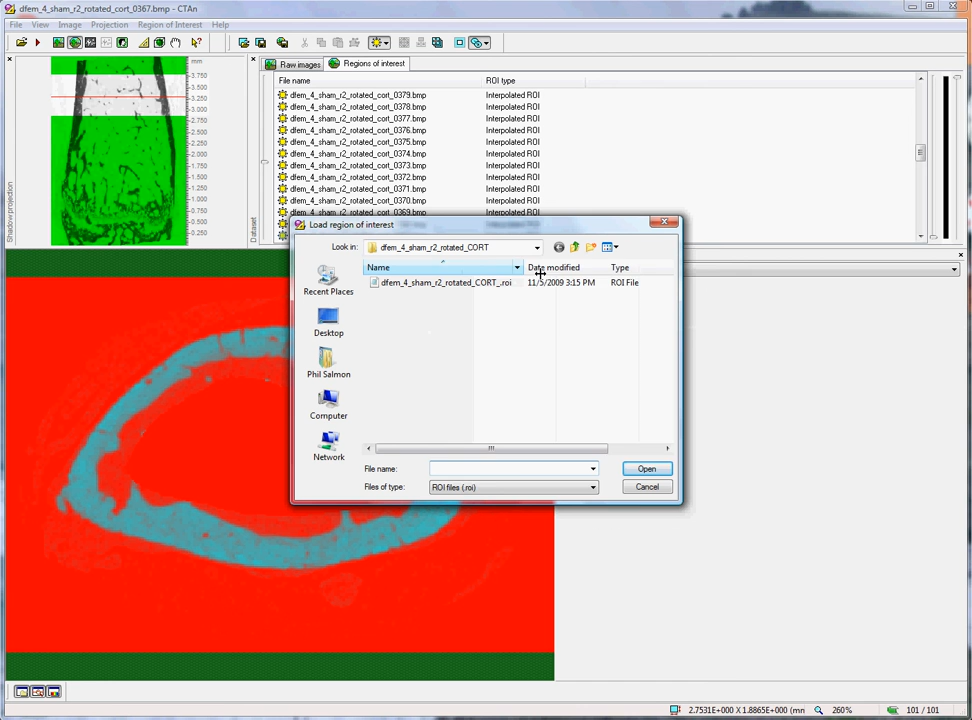 dfem_4_sham_r2_rotated_cort_0367.bmp - CTAn
File View Image Projection Region of Interest Help
Raw images Regions of interest
mm
3.750
3.500
3.250
3.000
2.750
2.500
2.250
2.000
1.750
1.500
1.250
1.000
0.750
0.500
0.250
Shadow projection
Dataset
File name ROI type
dfem_4_sham_r2_rotated_cort_0379.bmp Interpolated ROI
dfem_4_sham_r2_rotated_cort_0378.bmp Interpolated ROI
dfem_4_sham_r2_rotated_cort_0377.bmp Interpolated ROI
dfem_4_sham_r2_rotated_cort_0376.bmp Interpolated ROI
dfem_4_sham_r2_rotated_cort_0375.bmp Interpolated ROI
dfem_4_sham_r2_rotated_cort_0374.bmp Interpolated ROI
dfem_4_sham_r2_rotated_cort_0373.bmp Interpolated ROI
dfem_4_sham_r2_rotated_cort_0372.bmp Interpolated ROI
dfem_4_sham_r2_rotated_cort_0371.bmp Interpolated ROI
dfem_4_sham_r2_rotated_cort_0370.bmp Interpolated ROI
dfem_4_sham_r2_rotated_cort_0369.bmp Interpolated ROI
Load region of interest
Look in: dfem_4_sham_r2_rotated_CORT
Name Date modified Type
dfem_4_sham_r2_rotated_CORT_.roi 11/5/2009 3:15 PM ROI File
Recent Places
Desktop
Phil Salmon
Computer
Network
File name: Open
Files of type: ROI files (.roi) Cancel
2.7531E+000 X 1.8865E+000 (mm 260% 101 / 101